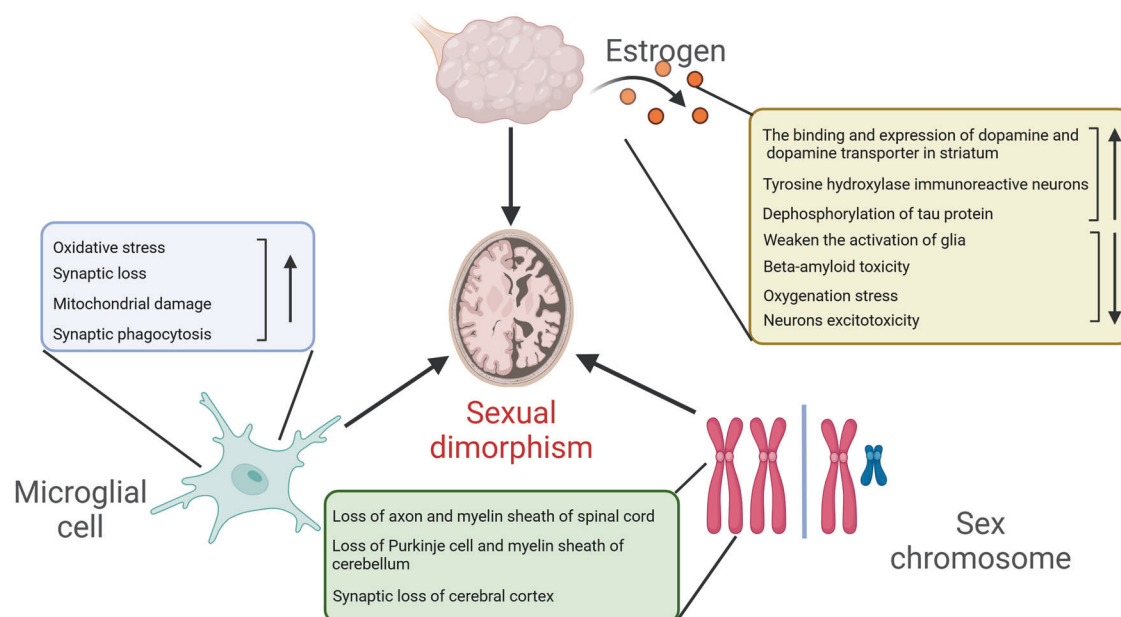 Estrogen
The binding and expression of dopamine and
dopamine transporter in striatum
Tyrosine hydroxylase immunoreactive neurons
Dephosphorylation of tau protein
Weaken the activation of glia
Beta-amyloid toxicity
Oxygenation stress
Neurons excitotoxicity
Oxidative stress
Synaptic loss
Mitochondrial damage
Synaptic phagocytosis
Sexual
dimorphism
Microglial
cell
Loss of axon and myelin sheath of spinal cord
Loss of Purkinje cell and myelin sheath of
cerebellum
Synaptic loss of cerebral cortex
Sex
chromosome